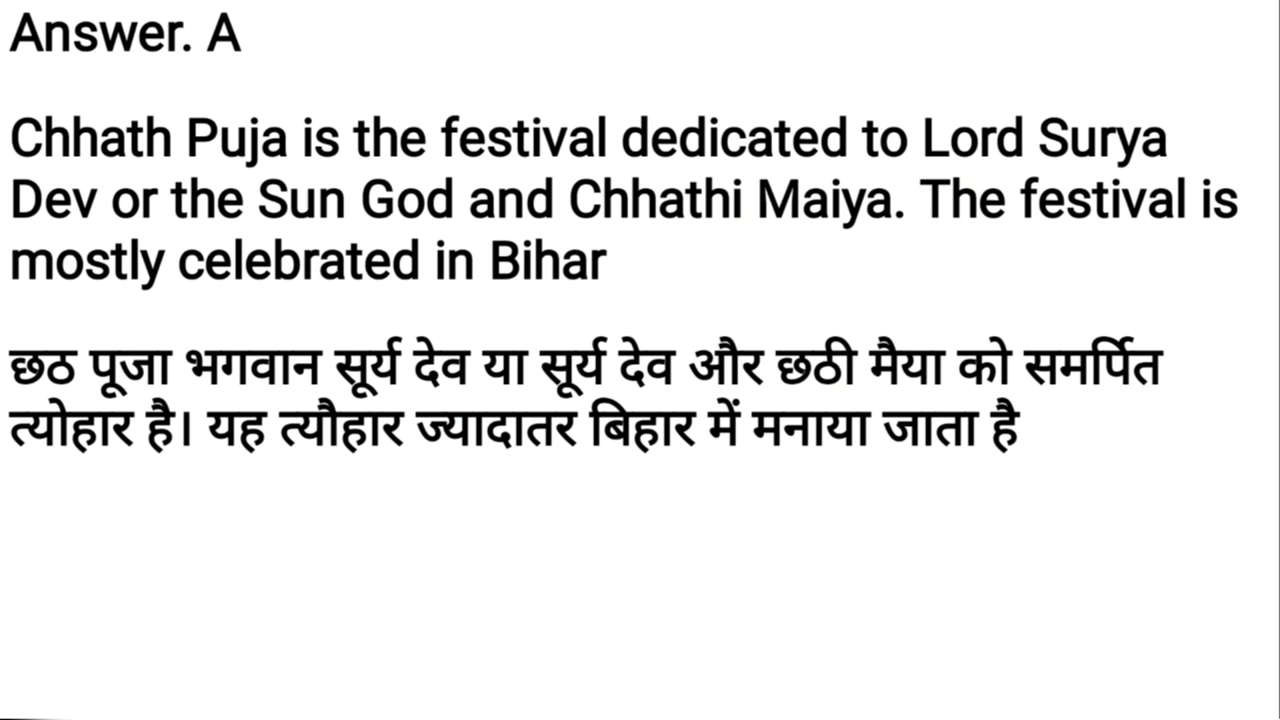 Answer. A
Chhath Puja is the festival dedicated to Lord Surya
Dev or the Sun God and Chhathi Maiya. The festival is
mostly celebrated in Bihar
छठ पूजा भगवान सूर्य देव या सूर्य देव और छठी मैया को समर्पित
त्योहार है। यह त्यौहार ज्यादातर बिहार में मनाया जाता है